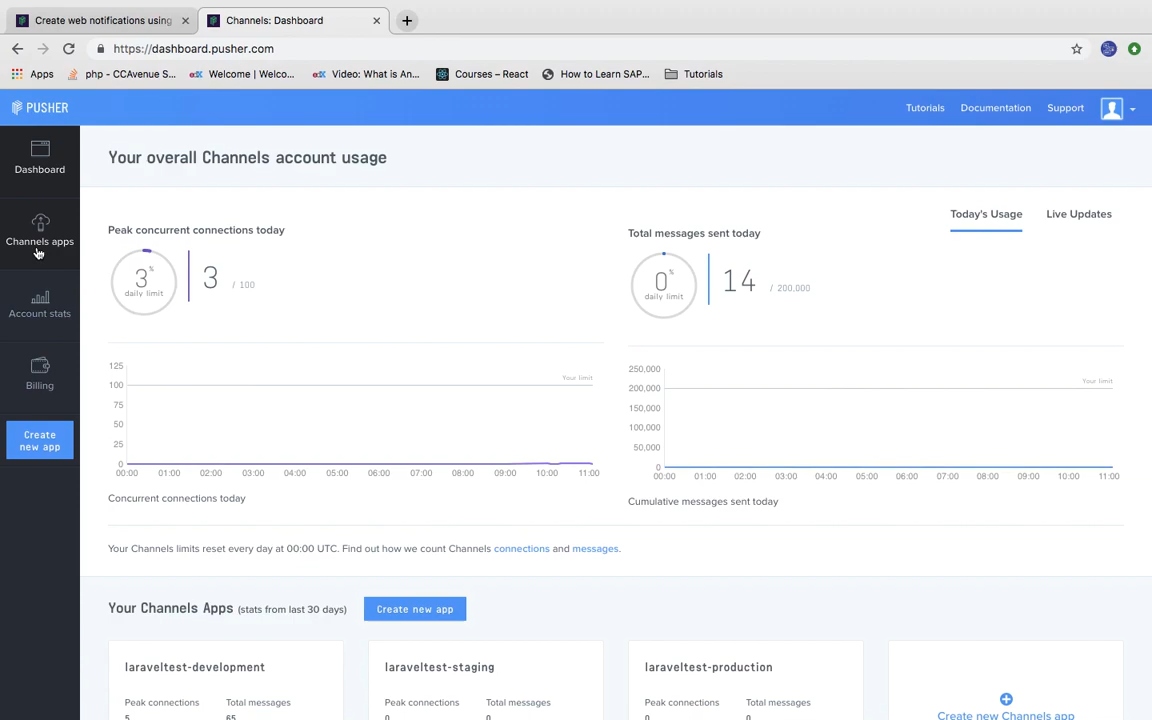 Create web notifications using
Channels: Dashboard
https://dashboard.pusher.com
Apps
php - CCAvenue S...
Welcome | Welco...
Video: What is An...
Courses – React
How to Learn SAP...
Tutorials
PUSHER
Tutorials
Documentation
Support
Dashboard
Channels apps
Account stats
Billing
Create
new app
Your overall Channels account usage
Today's Usage
Live Updates
Peak concurrent connections today
3%
daily limit
3 / 100
Total messages sent today
0%
daily limit
14 / 200,000
125
100
75
50
25
0
Your limit
00:00 01:00 02:00 03:00 04:00 05:00 06:00 07:00 08:00 09:00 10:00 11:00
Concurrent connections today
250,000
200,000
150,000
100,000
50,000
0
Your limit
00:00 01:00 02:00 03:00 04:00 05:00 06:00 07:00 08:00 09:00 10:00 11:00
Cumulative messages sent today
Your Channels limits reset every day at 00:00 UTC. Find out how we count Channels connections and messages.
Your Channels Apps (stats from last 30 days)
Create new app
laraveltest-development
Peak connections Total messages
5 65
laraveltest-staging
Peak connections Total messages
0 0
laraveltest-production
Peak connections Total messages
0 0
Create new Channels app